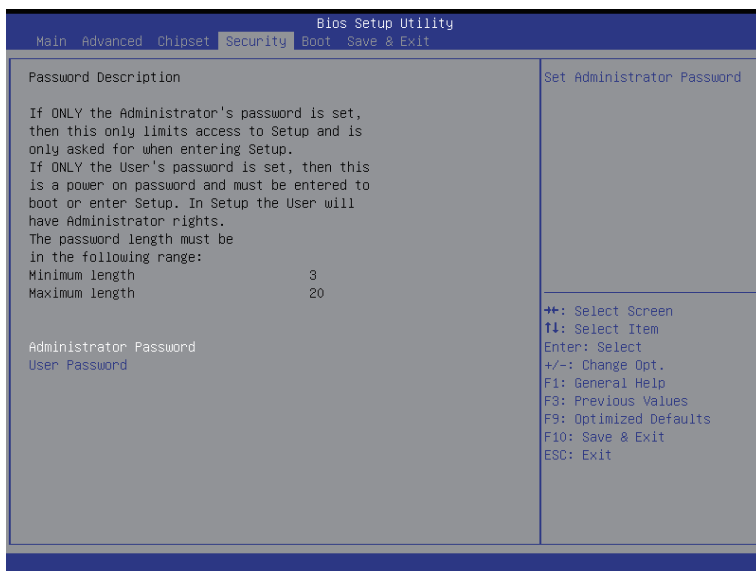 Bios Setup Utility
Main Advanced Chipset Security Boot Save & Exit
Password Description
If ONLY the Administrator's password is set,
then this only limits access to Setup and is
only asked for when entering Setup.
If ONLY the User's password is set, then this
is a power on password and must be entered to
boot or enter Setup. In Setup the User will
have Administrator rights.
The password length must be
in the following range:
Minimum length 3
Maximum length 20
Administrator Password
User Password
Set Administrator Password
→←: Select Screen
↑↓: Select Item
Enter: Select
+/-: Change Opt.
F1: General Help
F3: Previous Values
F9: Optimized Defaults
F10: Save & Exit
ESC: Exit